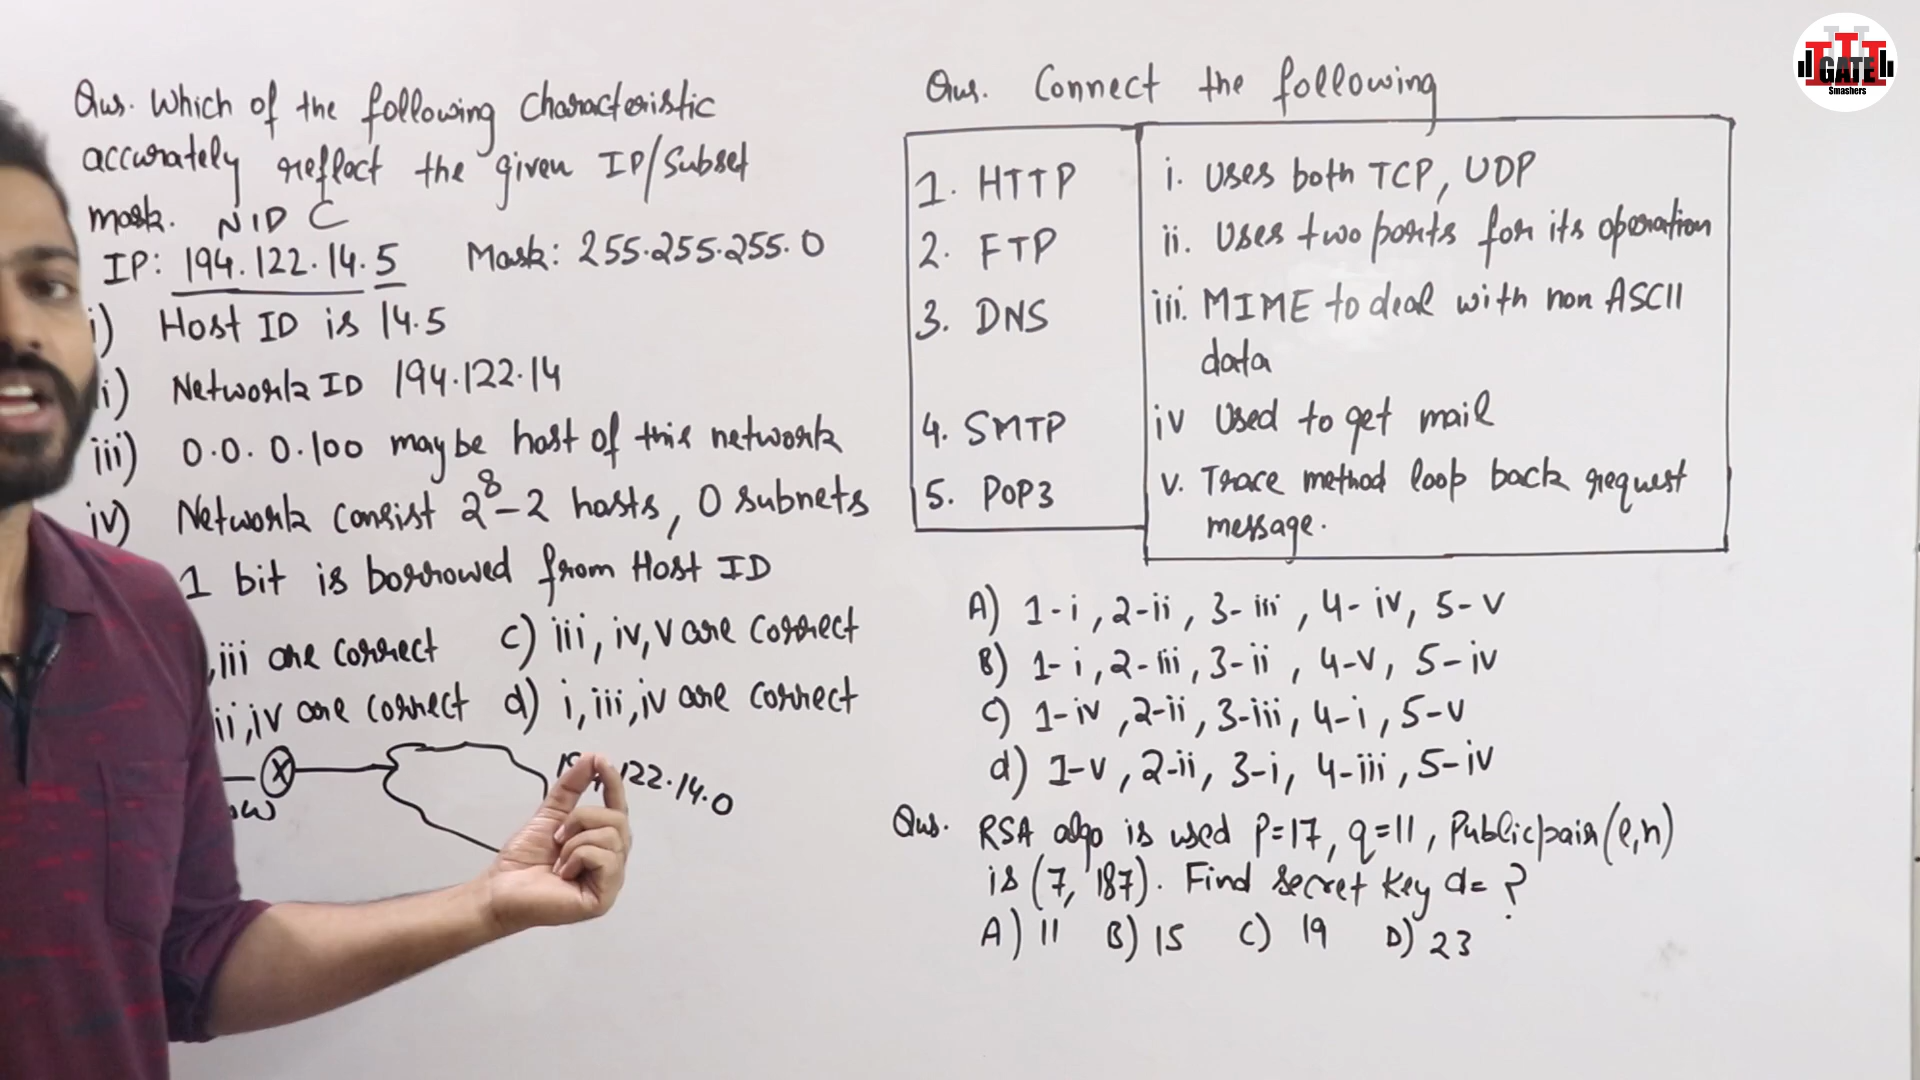 Qus. Which of the following Characteristic
accurately reflect the given IP/Subset
mask. NID C
IP: 194.122.14.5 Mask: 255.255.255.0
i) Host ID is 14.5
i) Network ID 194.122.14
iii) 0.0.0.100 may be host of this network
iv) Network consist 2^8-2 hosts, 0 subnets
1 bit is borrowed from Host ID
,iii are correct c) iii, iv, v are correct
ii, iv are correct d) i, iii, iv are correct
122.14.0
Qus. Connect the following
1. HTTP
2. FTP
3. DNS
4. SMTP
5. POP3
i. Uses both TCP, UDP
ii. Uses two ports for its operation
iii. MIME to deal with non ASCII
data
iv Used to get mail
v. Trace method loop back request
message.
A) 1-i, 2-ii, 3-iii, 4-iv, 5-v
B) 1-i, 2-iii, 3-ii, 4-v, 5-iv
C) 1-iv, 2-ii, 3-iii, 4-i, 5-v
d) 1-v, 2-ii, 3-i, 4-iii, 5-iv
Qus. RSA algo is used P=17, q=11, Public pair (e,n)
is (7, 187). Find secret key d= ?
A) 11 B) 15 C) 19 D) 23
GATE
Smashers